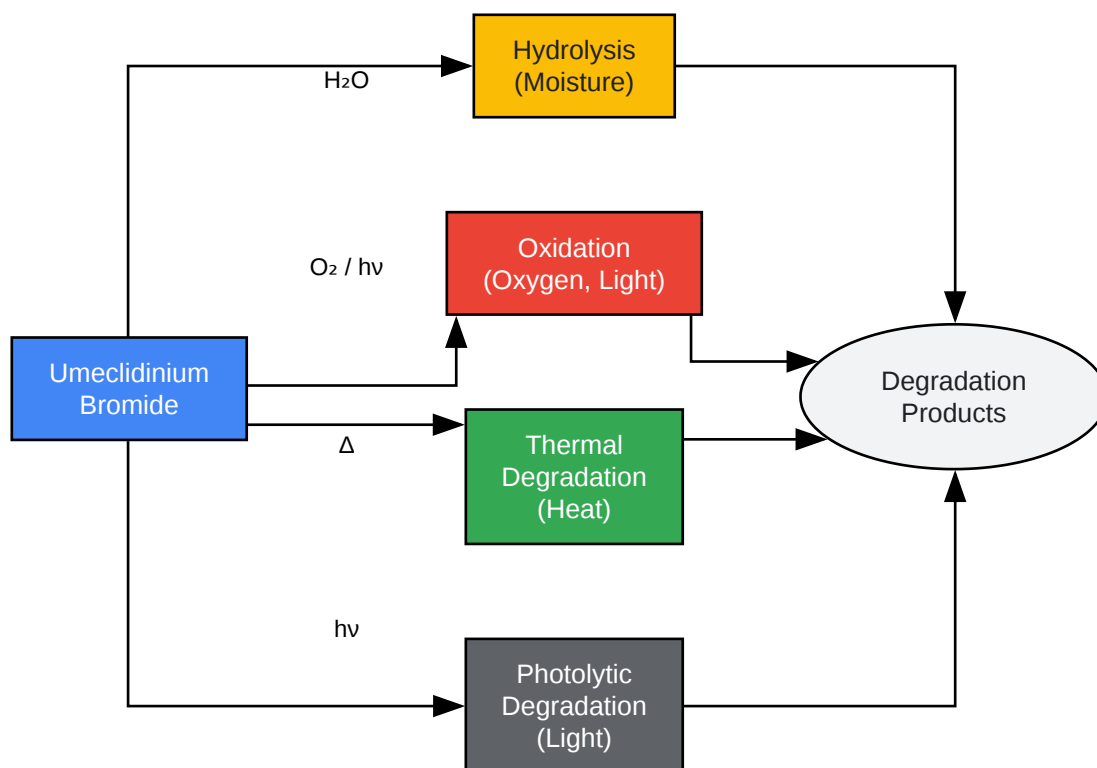 Hydrolysis
(Moisture)
H₂O
Oxidation
(Oxygen, Light)
O₂ / hν
Umeclidinium
Bromide
Degradation
Products
Δ
Thermal
Degradation
(Heat)
hν
Photolytic
Degradation
(Light)